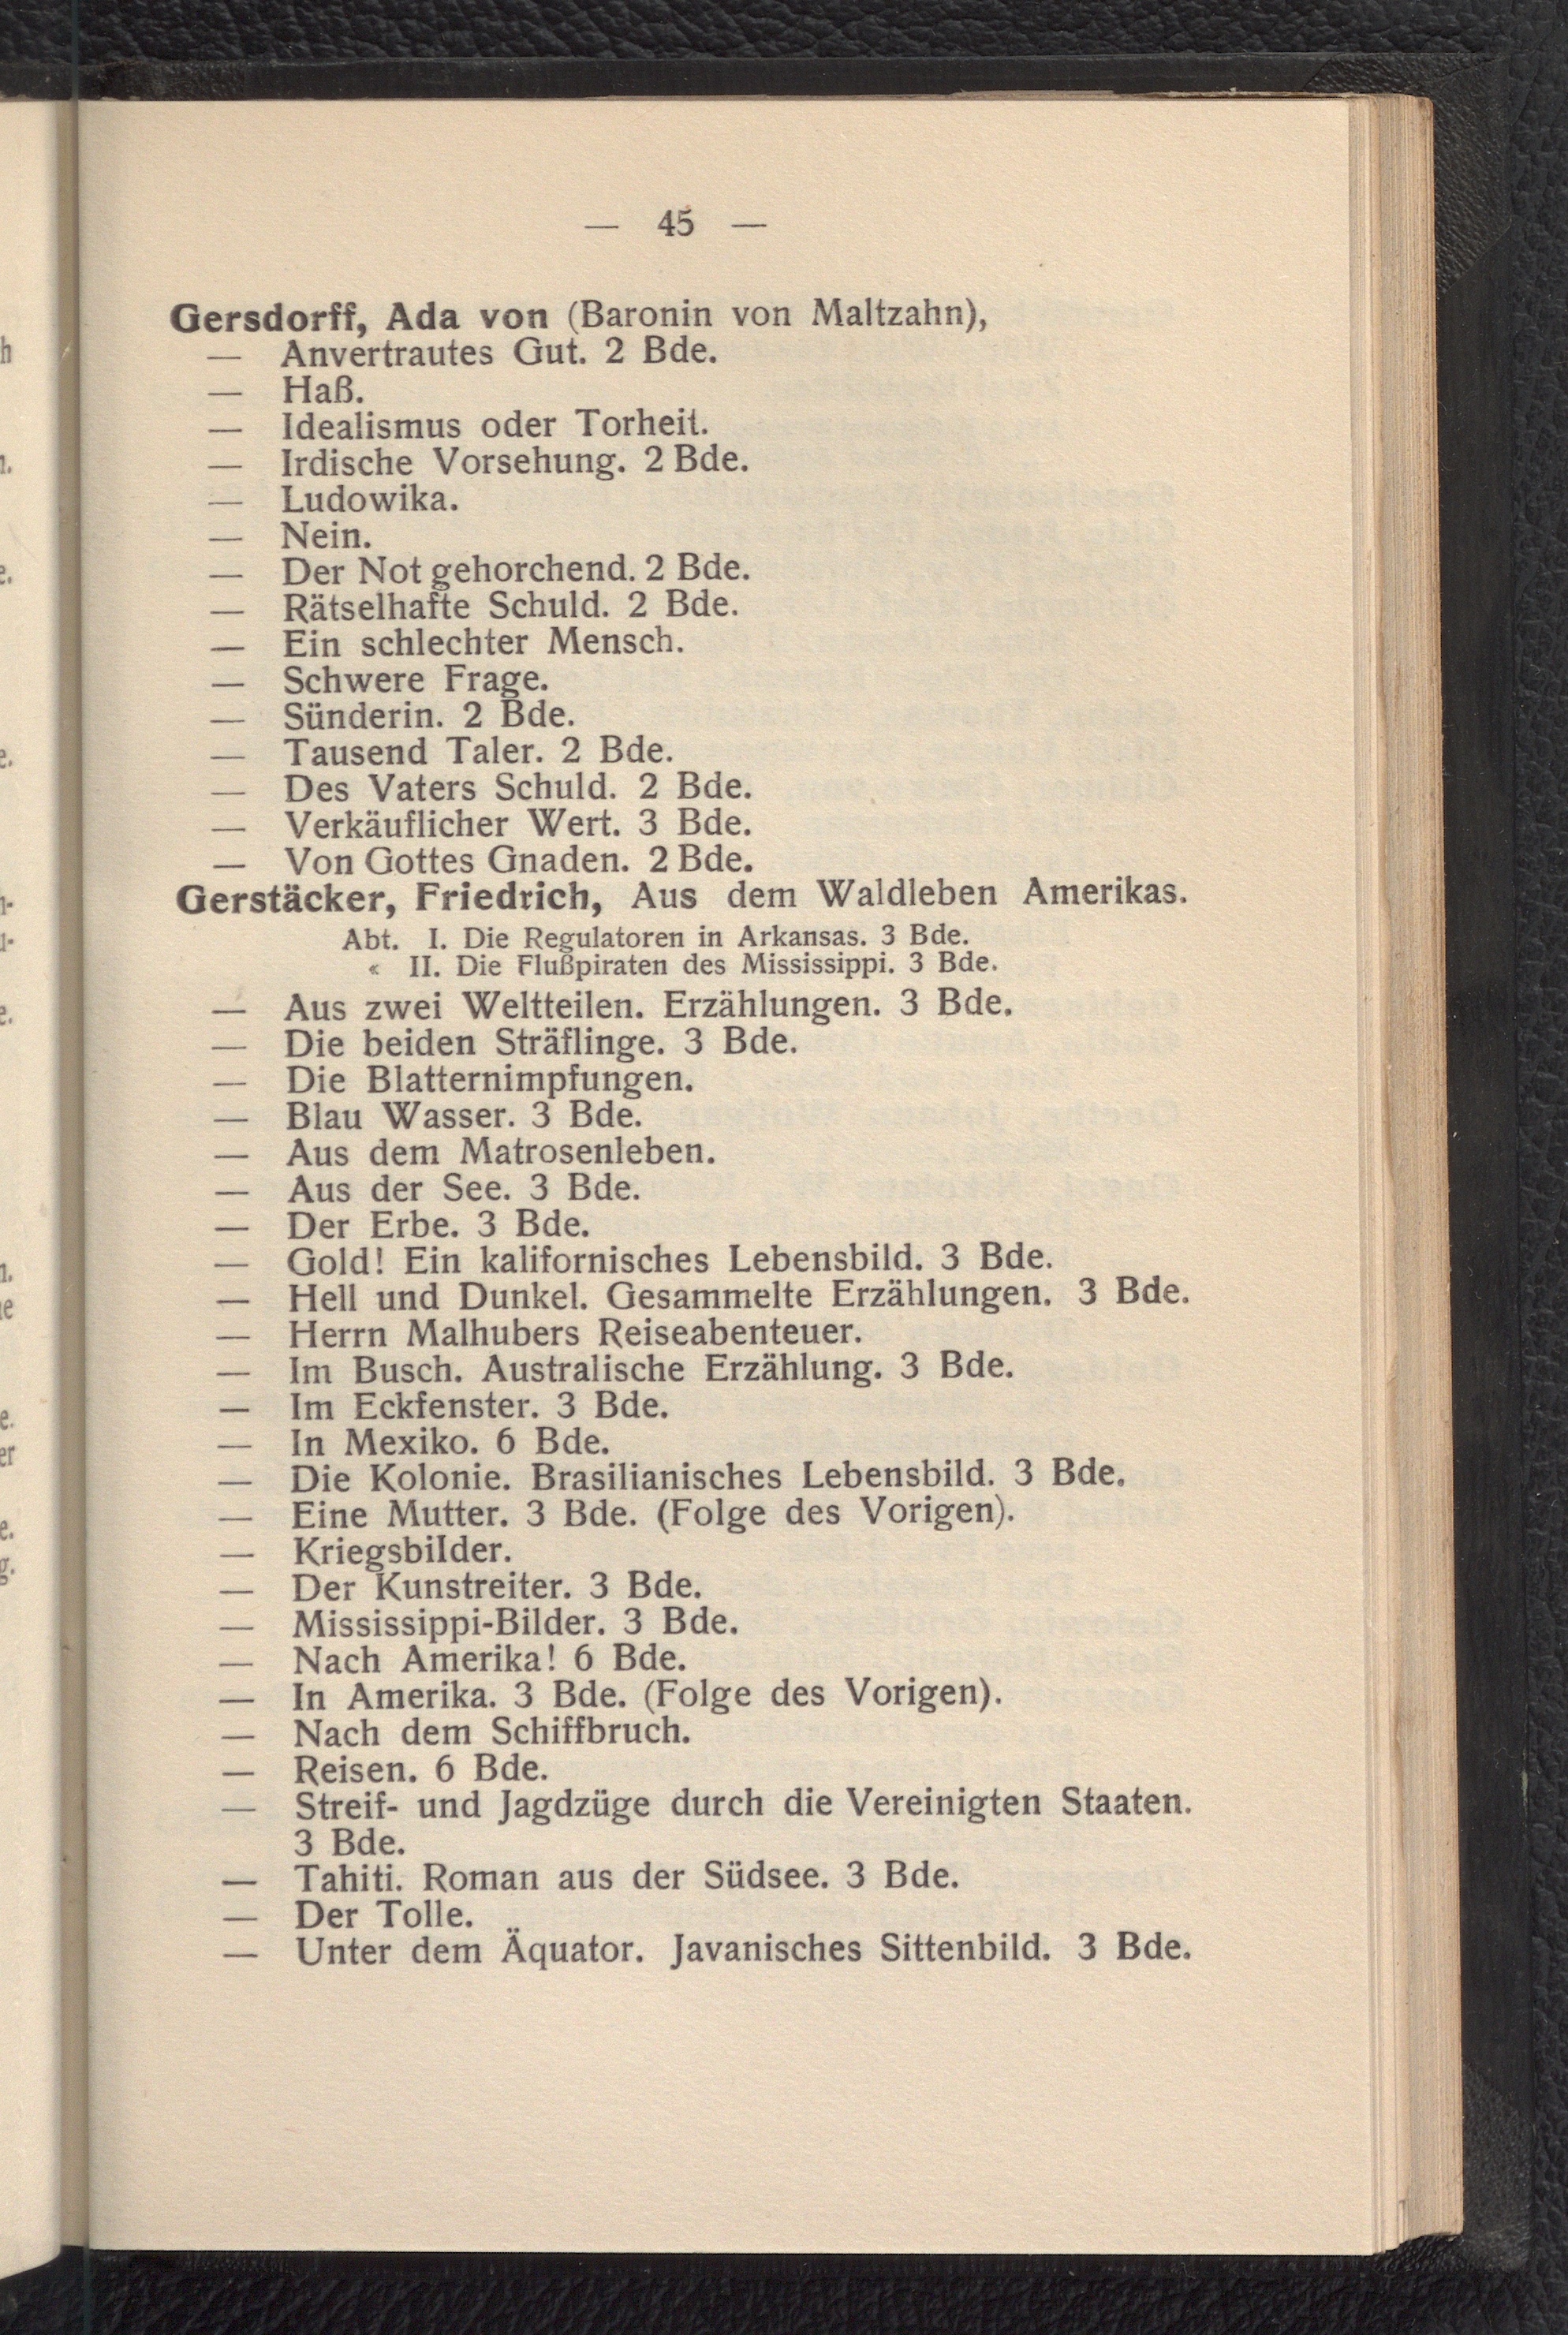 — 45 —
Gersdorff, Ada von (Baronin von Maltzahn),
— Anvertrautes Gut. 2 Bde.
— Haß.
— Idealismus oder Torheit.
— Irdische Vorsehung. 2 Bde.
— Ludowika.
— Nein.
— Der Not gehorchend. 2 Bde.
— Rätselhafte Schuld. 2 Bde.
— Ein schlechter Mensch.
— Schwere Frage.
— Sünderin. 2 Bde.
— Tausend Taler. 2 Bde.
— Des Vaters Schuld. 2 Bde.
— Verkäuflicher Wert. 3 Bde.
— Von Gottes Gnaden. 2 Bde.
Gerstäcker, Friedrich, Aus dem Waldleben Amerikas.
Abt. I. Die Regulatoren in Arkansas. 3 Bde.
« II. Die Flußpiraten des Mississippi. 3 Bde.
— Aus zwei Weltteilen. Erzählungen. 3 Bde.
— Die beiden Sträflinge. 3 Bde.
— Die Blatternimpfungen.
— Blau Wasser. 3 Bde.
— Aus dem Matrosenleben.
— Aus der See. 3 Bde.
— Der Erbe. 3 Bde.
— Gold! Ein kalifornisches Lebensbild. 3 Bde.
— Hell und Dunkel. Gesammelte Erzählungen. 3 Bde.
— Herrn Malhubers Reiseabenteuer.
— Im Busch. Australische Erzählung. 3 Bde.
— Im Eckfenster. 3 Bde.
— In Mexiko. 6 Bde.
— Die Kolonie. Brasilianisches Lebensbild. 3 Bde.
— Eine Mutter. 3 Bde. (Folge des Vorigen).
— Kriegsbilder.
— Der Kunstreiter. 3 Bde.
— Mississippi-Bilder. 3 Bde.
— Nach Amerika! 6 Bde.
— In Amerika. 3 Bde. (Folge des Vorigen).
— Nach dem Schiffbruch.
— Reisen. 6 Bde.
— Streif- und Jagdzüge durch die Vereinigten Staaten.
3 Bde.
— Tahiti. Roman aus der Südsee. 3 Bde.
— Der Tolle.
— Unter dem Äquator. Javanisches Sittenbild. 3 Bde.